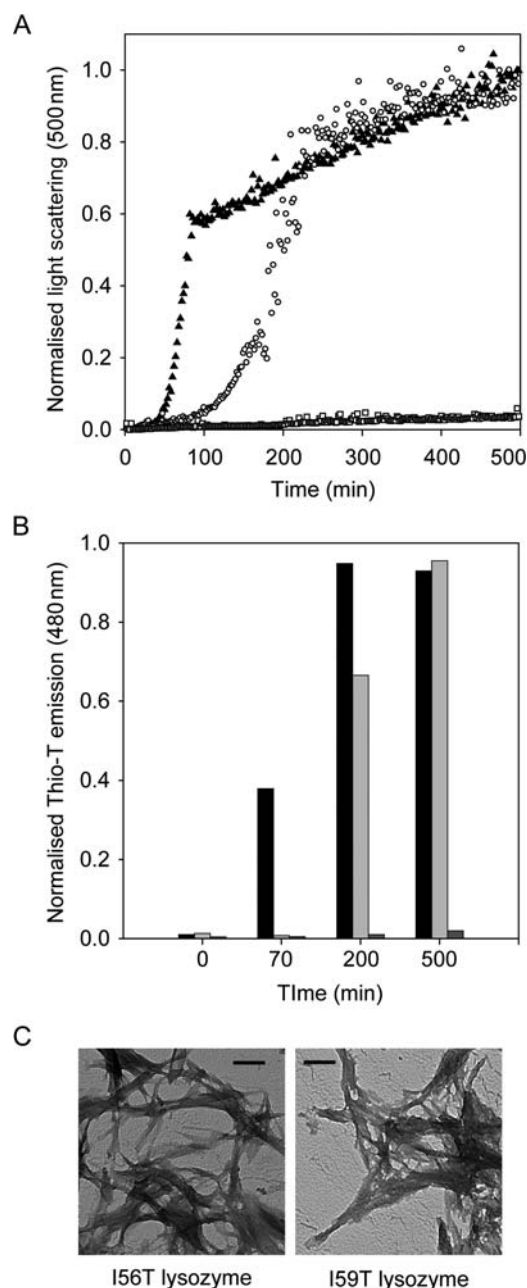 A
Normalised light scattering (500 nm)
1.0
0.8
0.6
0.4
0.2
0.0
0 100 200 300 400 500
Time (min)
B
Normalised Thio-T emission (480 nm)
1.0
0.8
0.6
0.4
0.2
0.0
0 70 200 500
TIme (min)
C
I56T lysozyme I59T lysozyme